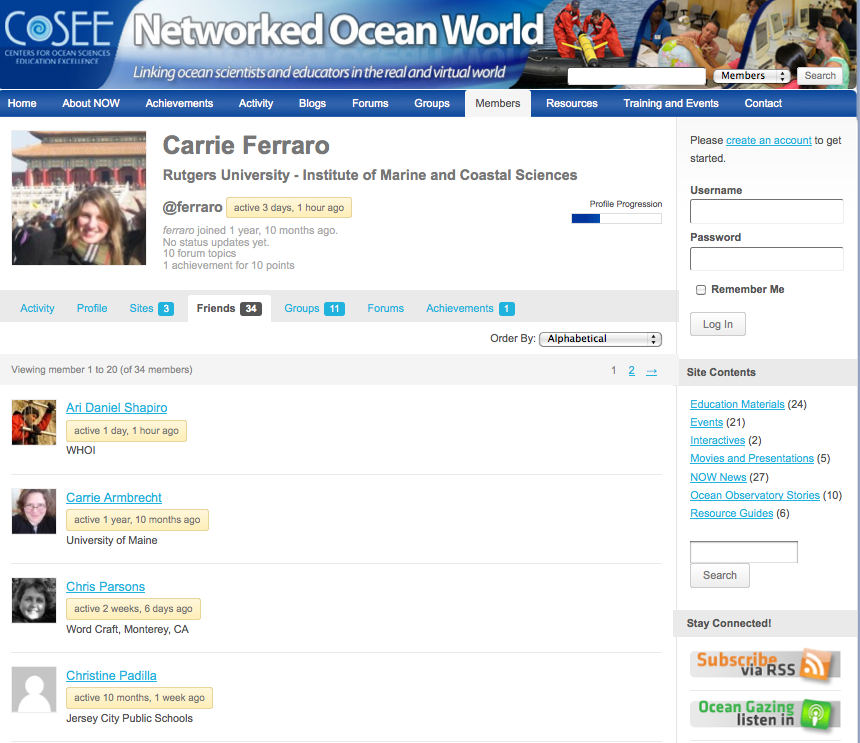 COSEE
CENTERS FOR OCEAN SCIENCES
EDUCATION EXCELLENCE
Networked Ocean World
Linking ocean scientists and educators in the real and virtual world
Members
Search
Home About NOW Achievements Activity Blogs Forums Groups Members Resources Training and Events Contact
Carrie Ferraro
Rutgers University - Institute of Marine and Coastal Sciences
@ferraro active 3 days, 1 hour ago
Profile Progression
ferraro joined 1 year, 10 months ago.
No status updates yet.
10 forum topics
1 achievement for 10 points
Activity Profile Sites 3 Friends 34 Groups 11 Forums Achievements 1
Order By: Alphabetical
Viewing member 1 to 20 (of 34 members)
1 2 →
Ari Daniel Shapiro
active 1 day, 1 hour ago
WHOI
Carrie Armbrecht
active 1 year, 10 months ago
University of Maine
Chris Parsons
active 2 weeks, 6 days ago
Word Craft, Monterey, CA
Christine Padilla
active 10 months, 1 week ago
Jersey City Public Schools
Please create an account to get
started.
Username
Password
Remember Me
Log In
Site Contents
Education Materials (24)
Events (21)
Interactives (2)
Movies and Presentations (5)
NOW News (27)
Ocean Observatory Stories (10)
Resource Guides (6)
Search
Stay Connected!
Subscribe
via RSS
Ocean Gazing
listen in